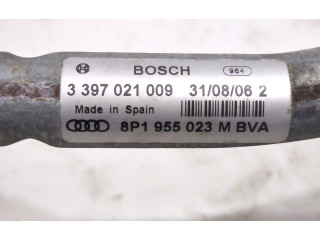 BOSCH 964
3 397 021 009 31/08/06 2
Made in Spain
8P1 955 023 M BVA